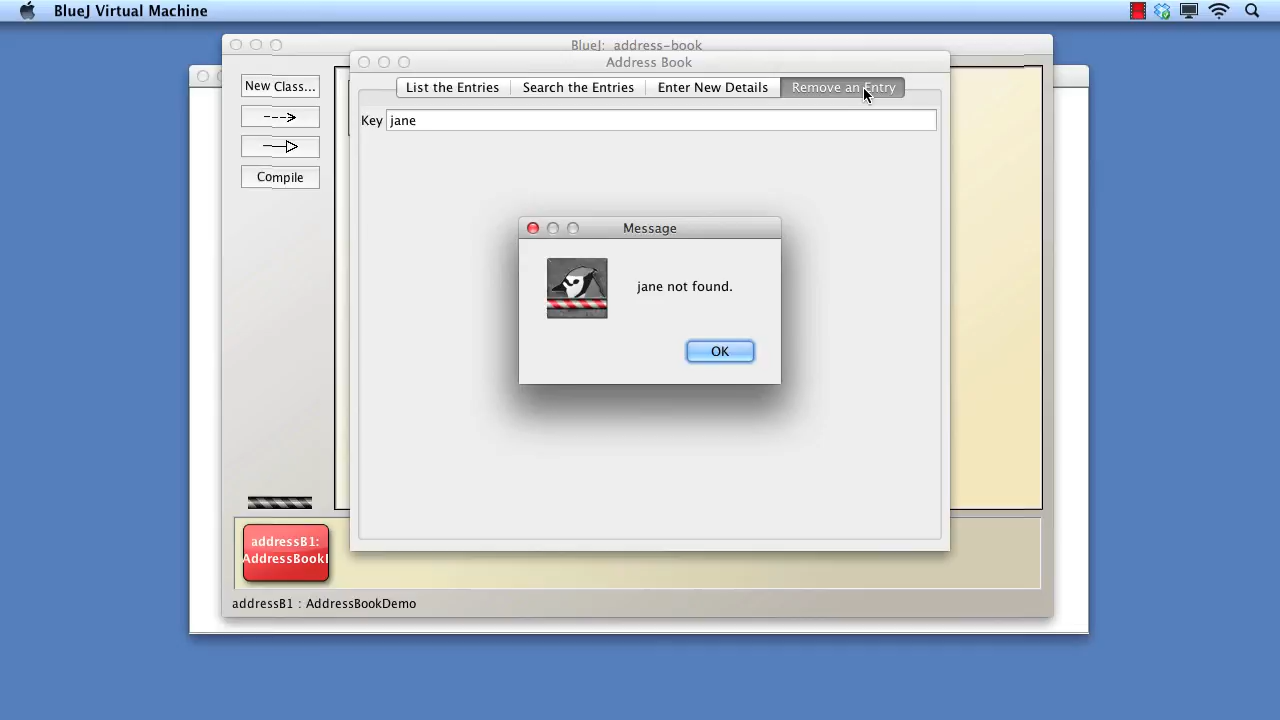 BlueJ Virtual Machine
BlueJ: address-book
Address Book
New Class...
List the Entries
Search the Entries
Enter New Details
Remove an Entry
Key jane
Compile
Message
jane not found.
OK
addressB1:
AddressBook
addressB1 : AddressBookDemo